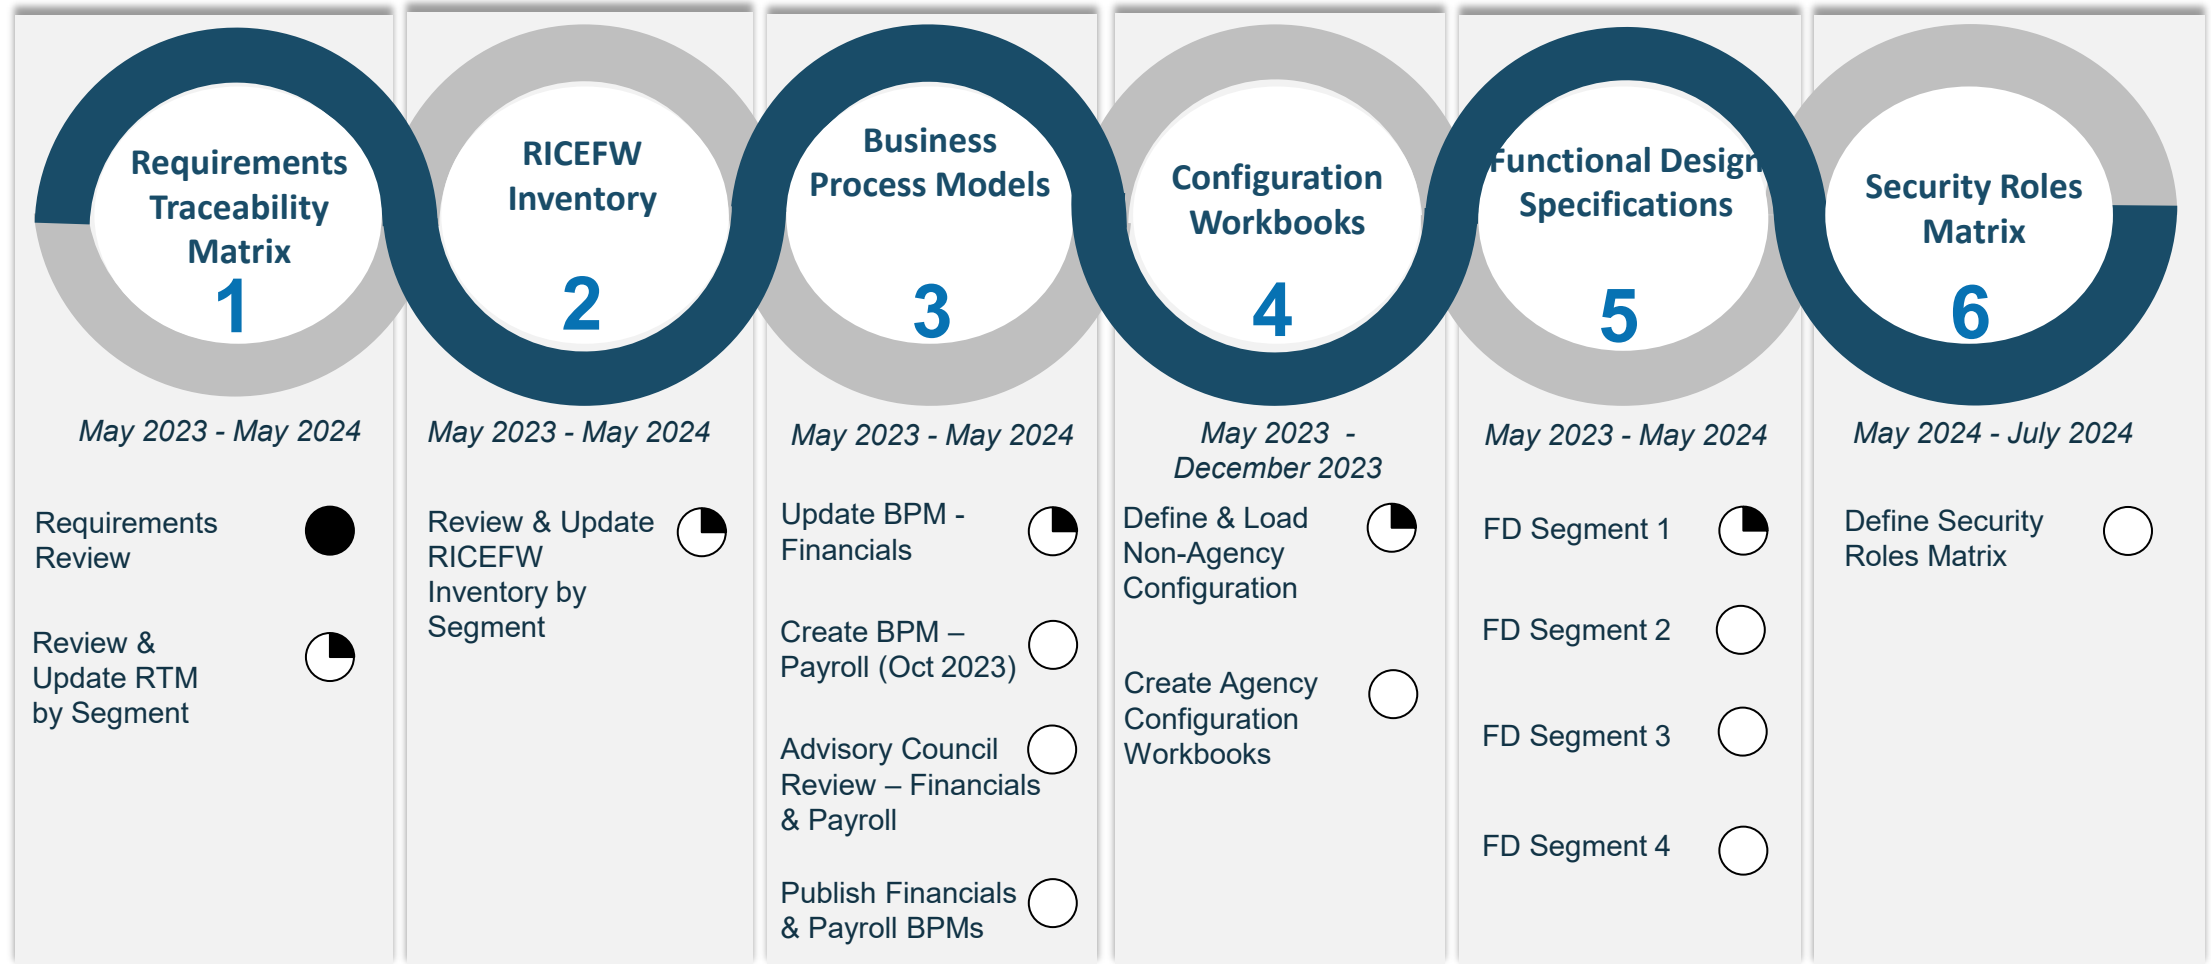 Requirements
Traceability
Matrix
1
May 2023 - May 2024
Requirements
Review
Review &
Update RTM
by Segment
RICEFW
Inventory
2
May 2023 - May 2024
Review & Update
RICEFW
Inventory by
Segment
Business
Process Models
3
May 2023 - May 2024
Update BPM -
Financials
Create BPM –
Payroll (Oct 2023)
Advisory Council
Review – Financials
& Payroll
Publish Financials
& Payroll BPMs
Configuration
Workbooks
4
May 2023 -
December 2023
Define & Load
Non-Agency
Configuration
Create Agency
Configuration
Workbooks
Functional Design
Specifications
5
May 2023 - May 2024
FD Segment 1
FD Segment 2
FD Segment 3
FD Segment 4
Security Roles
Matrix
6
May 2024 - July 2024
Define Security
Roles Matrix